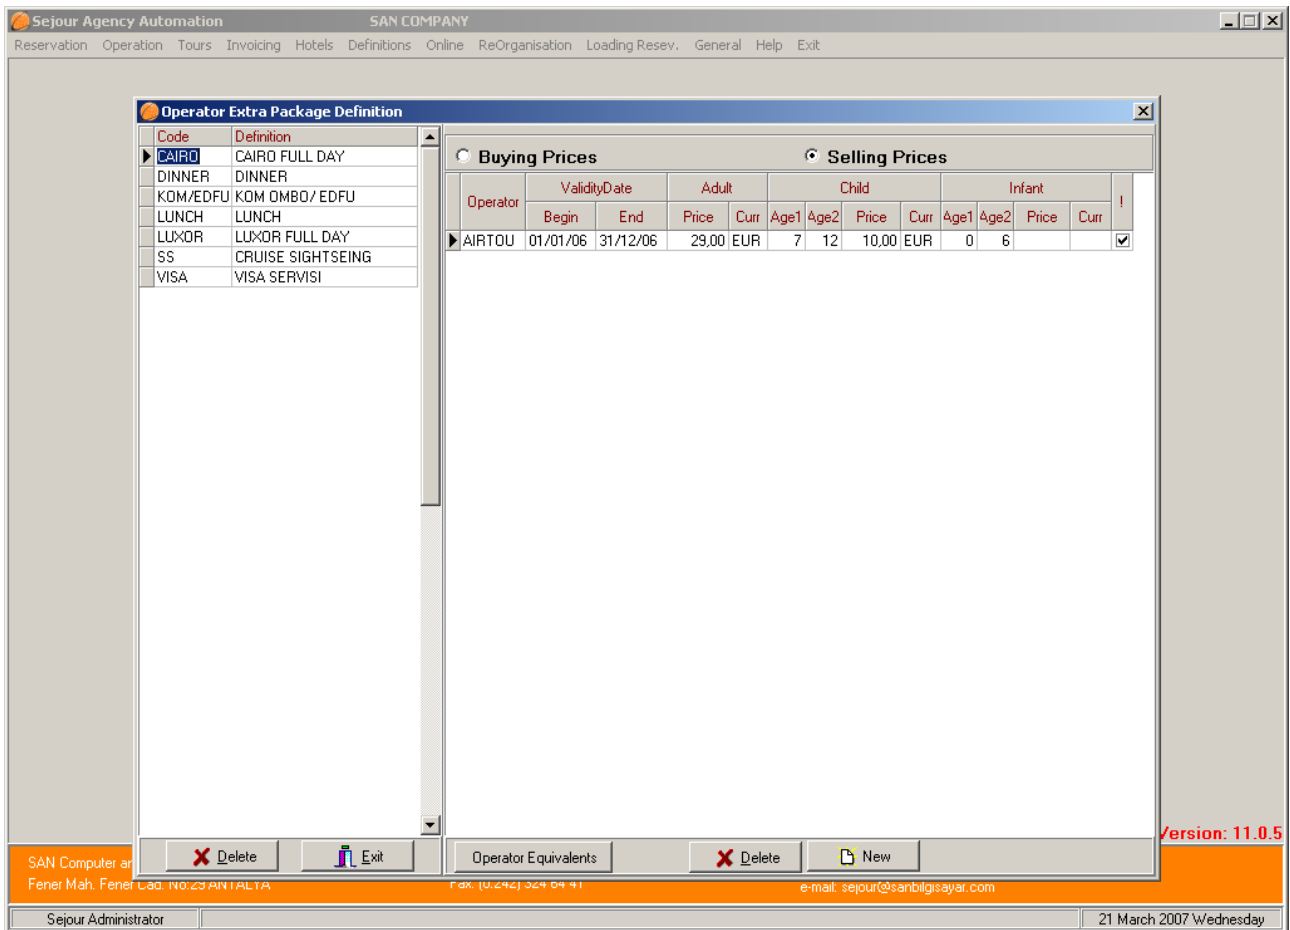 Sejour Agency Automation SAN COMPANY
Reservation Operation Tours Invoicing Hotels Definitions Online ReOrganisation Loading Resev. General Help Exit
Operator Extra Package Definition
Code Definition
CAIRO CAIRO FULL DAY
DINNER DINNER
KOM/EDFU KOM OMBO/ EDFU
LUNCH LUNCH
LUXOR LUXOR FULL DAY
SS CRUISE SIGHTSEING
VISA VISA SERVISI
Buying Prices Selling Prices
Operator ValidityDate Adult Child Infant !
Begin End Price Curr Age1 Age2 Price Curr Age1 Age2 Price Curr
AIRTOU 01/01/06 31/12/06 29,00 EUR 7 12 10,00 EUR 0 6
Delete Exit Operator Equivalents Delete New
Version: 11.0.5
SAN Computer
Fener Mah. Fener Cad. No:29 ANTALYA Fax: (0.242) 324 64 41 e-mail: sejour@sanbilgisayar.com
Sejour Administrator 21 March 2007 Wednesday